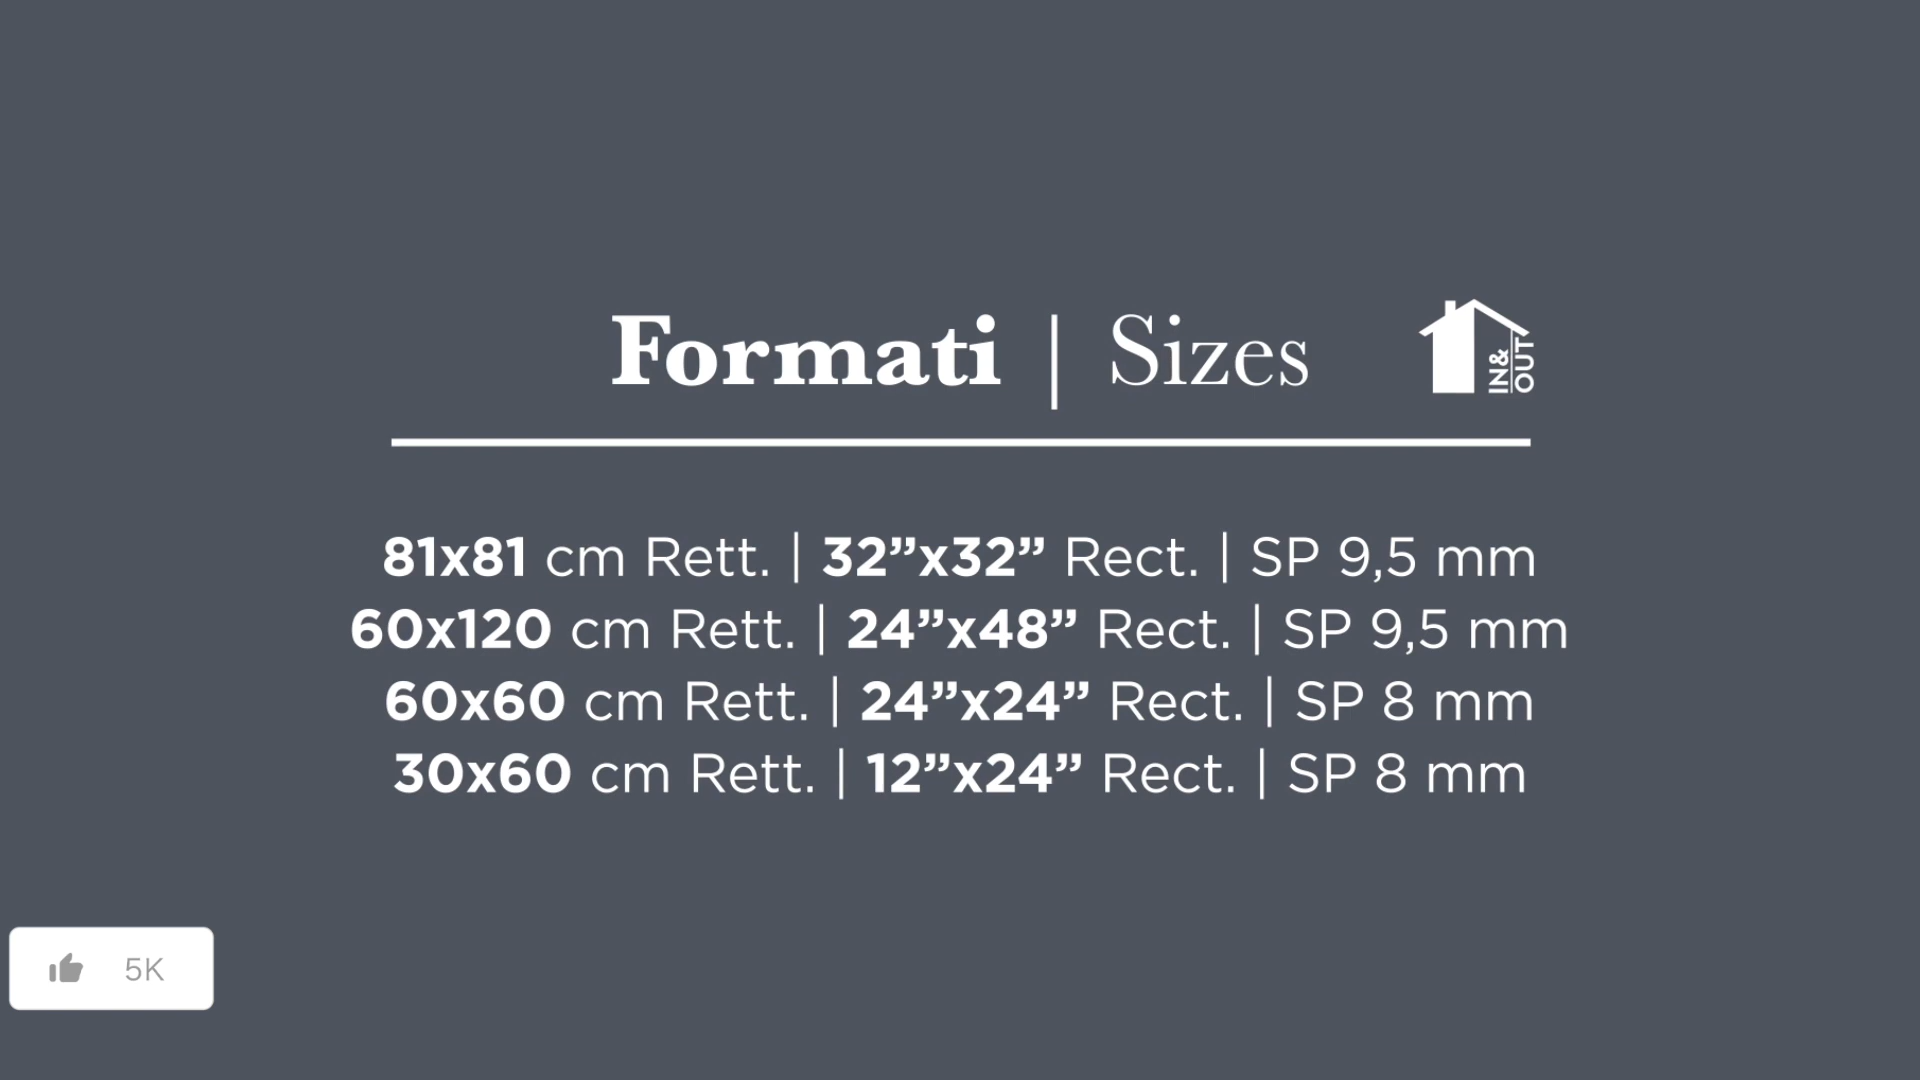 Formati | Sizes
IN&
OUT
81x81 cm Rett. | 32”x32” Rect. | SP 9,5 mm
60x120 cm Rett. | 24”x48” Rect. | SP 9,5 mm
60x60 cm Rett. | 24”x24” Rect. | SP 8 mm
30x60 cm Rett. | 12”x24” Rect. | SP 8 mm
5K